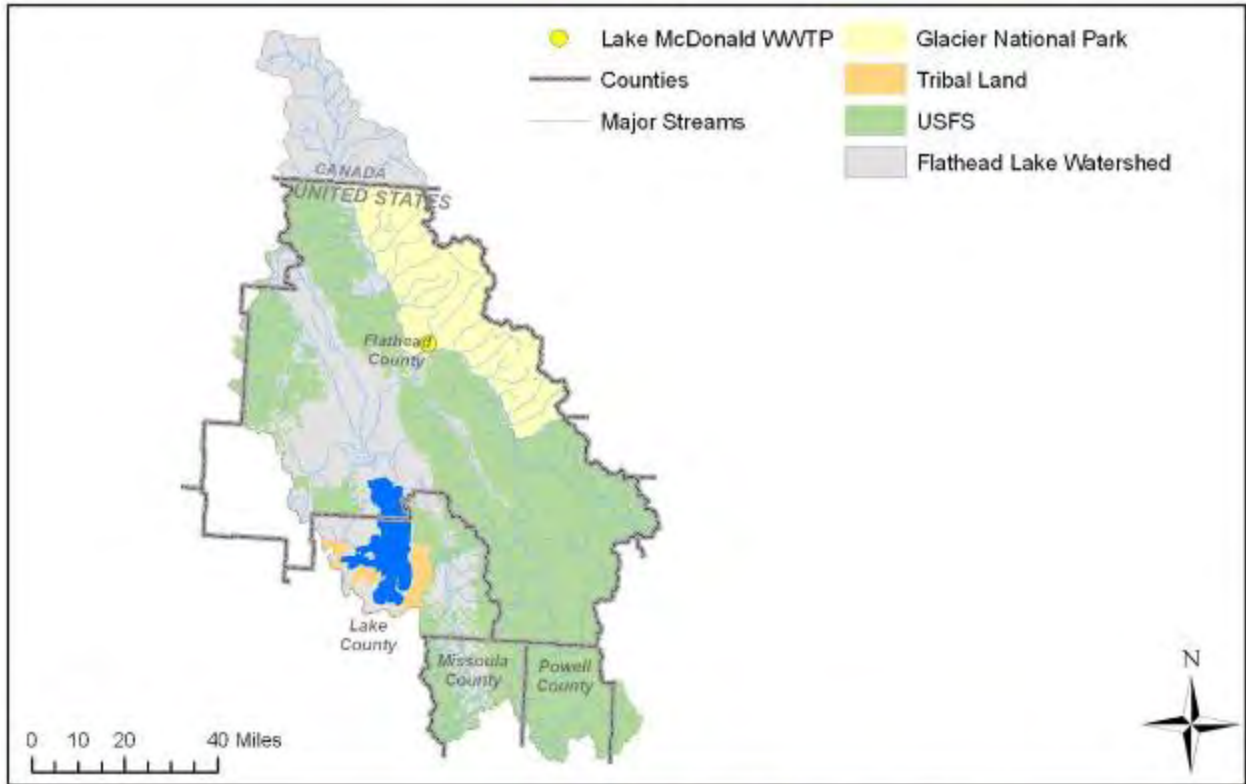 Lake McDonald WWTP
Counties
Major Streams
Glacier National Park
Tribal Land
USFS
Flathead Lake Watershed
CANADA
UNITED STATES
Flathead
County
Lake
County
Missoula
County
Powell
County
N
0 10 20 40 Miles